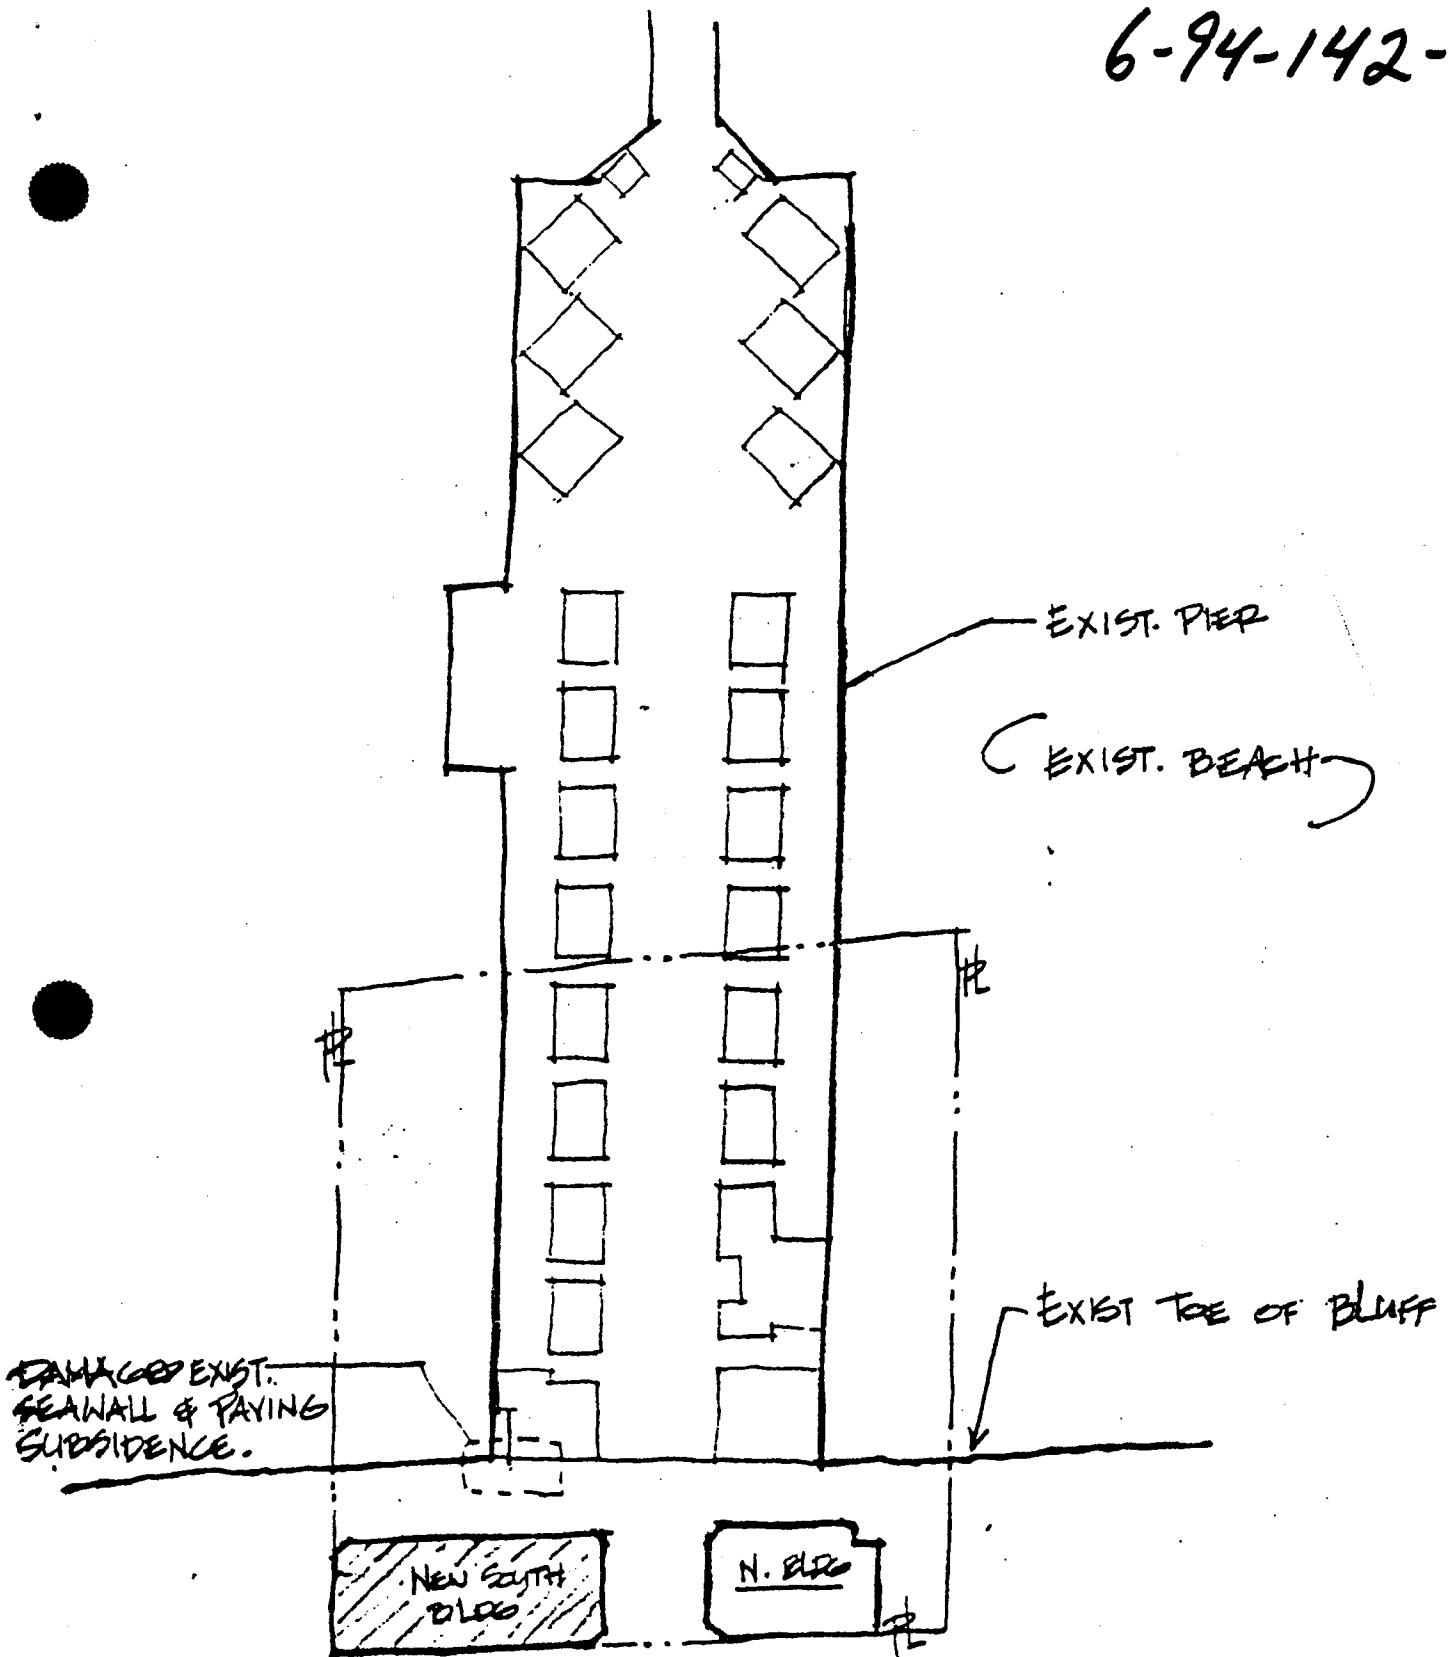 6-94-142-
EXIST. PIER
EXIST. BEACH
PL
PL
EXIST TOE OF BLUFF
DAMAGED EXIST.
SEAWALL & PAVING
SUBSIDENCE.
NEW SOUTH
BLDG
N. BLDG
PL